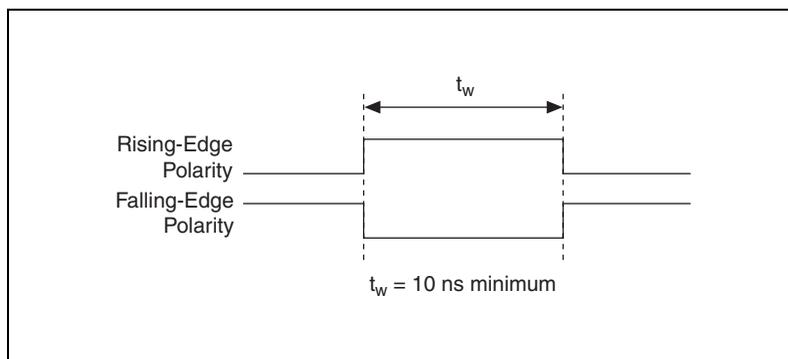 t_w
Rising-Edge
Polarity
Falling-Edge
Polarity
t_w = 10 ns minimum